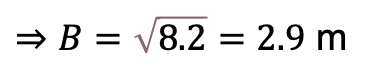 ⇒ B = √8.2 = 2.9 m